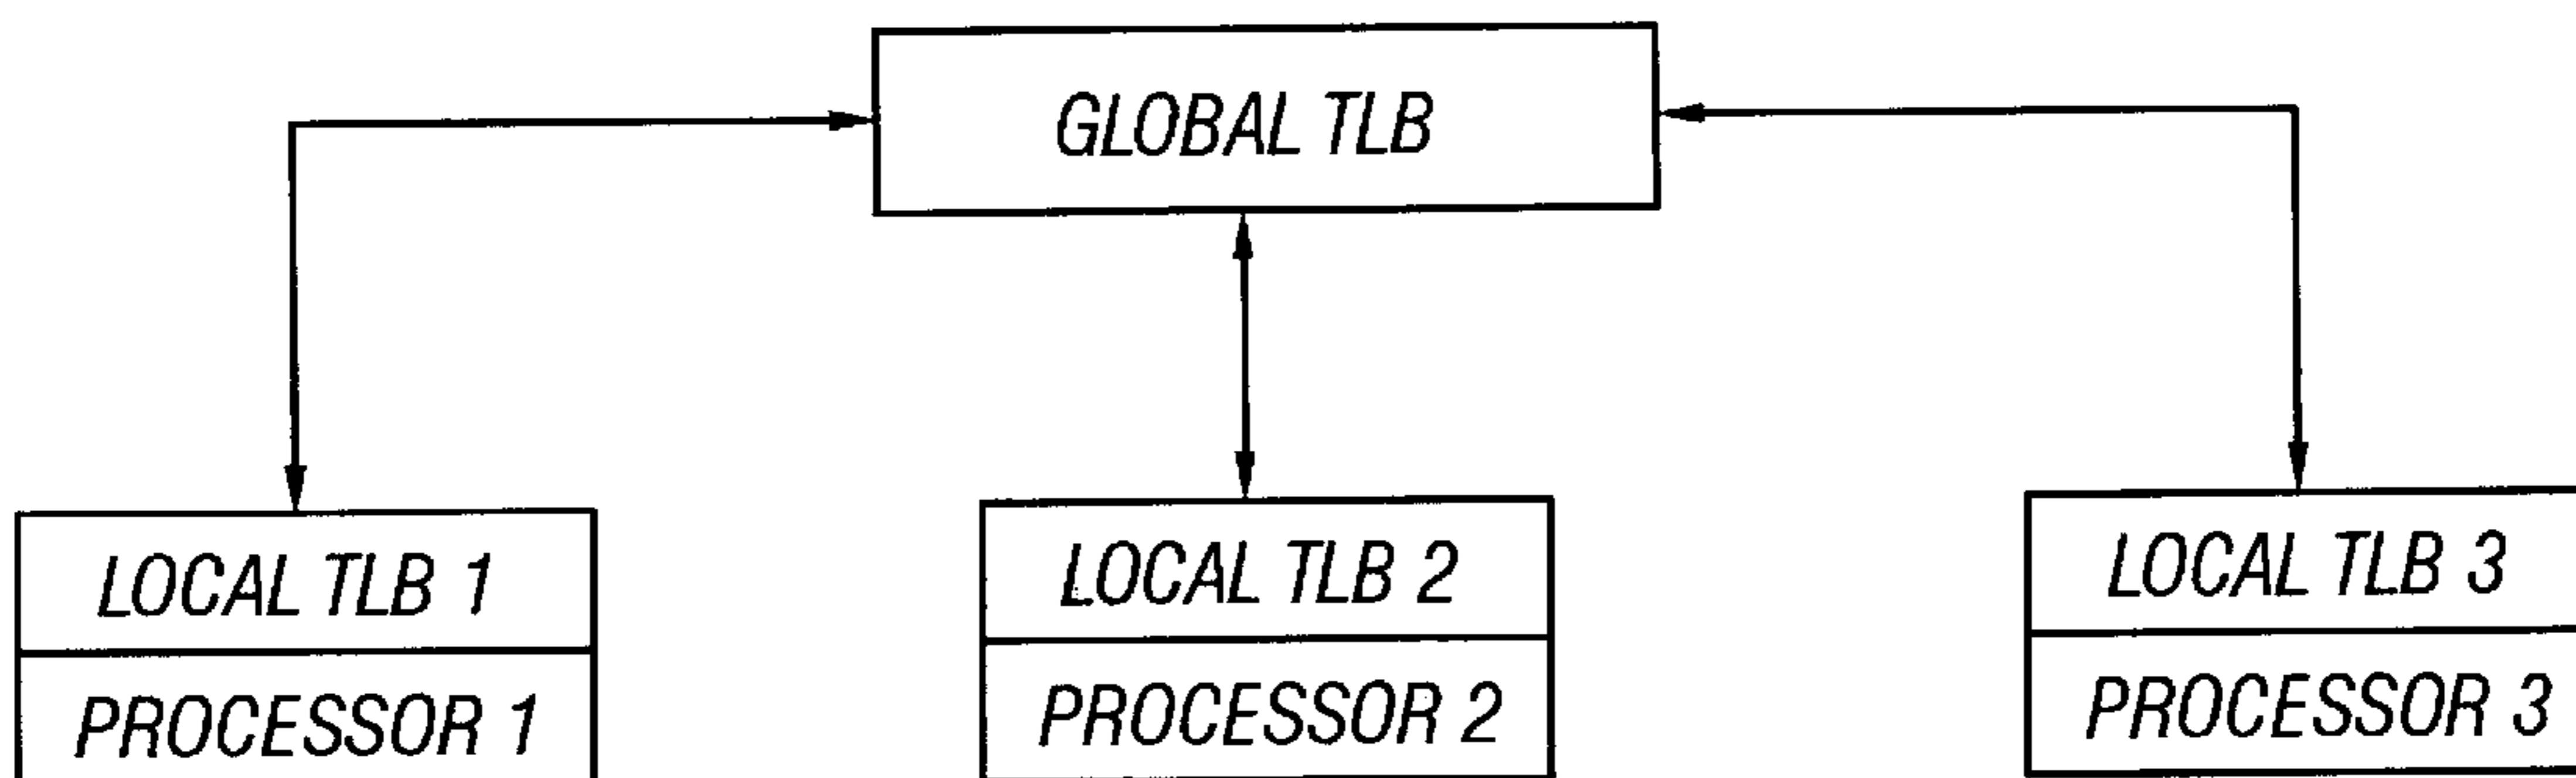 GLOBAL TLB
LOCAL TLB 1
PROCESSOR 1
LOCAL TLB 2
PROCESSOR 2
LOCAL TLB 3
PROCESSOR 3